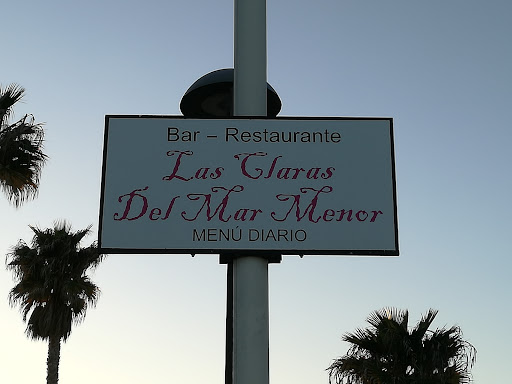 Bar – Restaurante
Las Claras
Del Mar Menor
MENÚ DIARIO